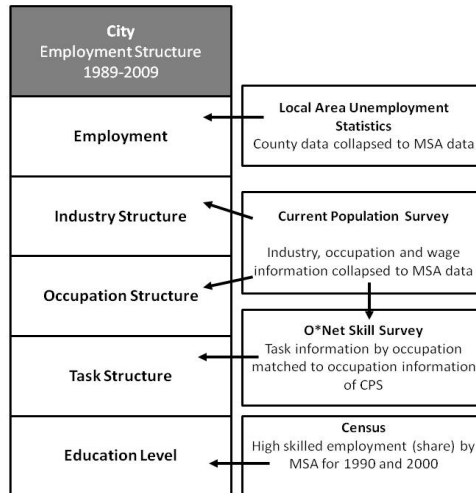 City
Employment Structure
1989-2009
Employment
Industry Structure
Occupation Structure
Task Structure
Education Level
Local Area Unemployment
Statistics
County data collapsed to MSA data
Current Population Survey
Industry, occupation and wage
information collapsed to MSA data
O*Net Skill Survey
Task information by occupation
matched to occupation information
of CPS
Census
High skilled employment (share) by
MSA for 1990 and 2000